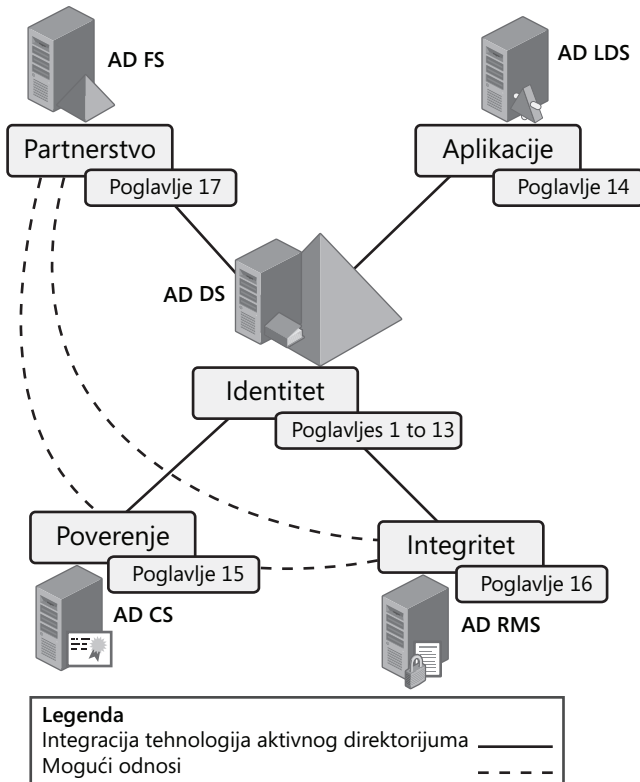 AD FS
AD LDS
Partnerstvo
Poglavlje 17
Aplikacije
Poglavlje 14
AD DS
Identitet
Poglavljes 1 to 13
Poverenje
Poglavlje 15
AD CS
Integritet
Poglavlje 16
AD RMS
Legenda
Integracija tehnologija aktivnog direktorijuma
Mogući odnosi